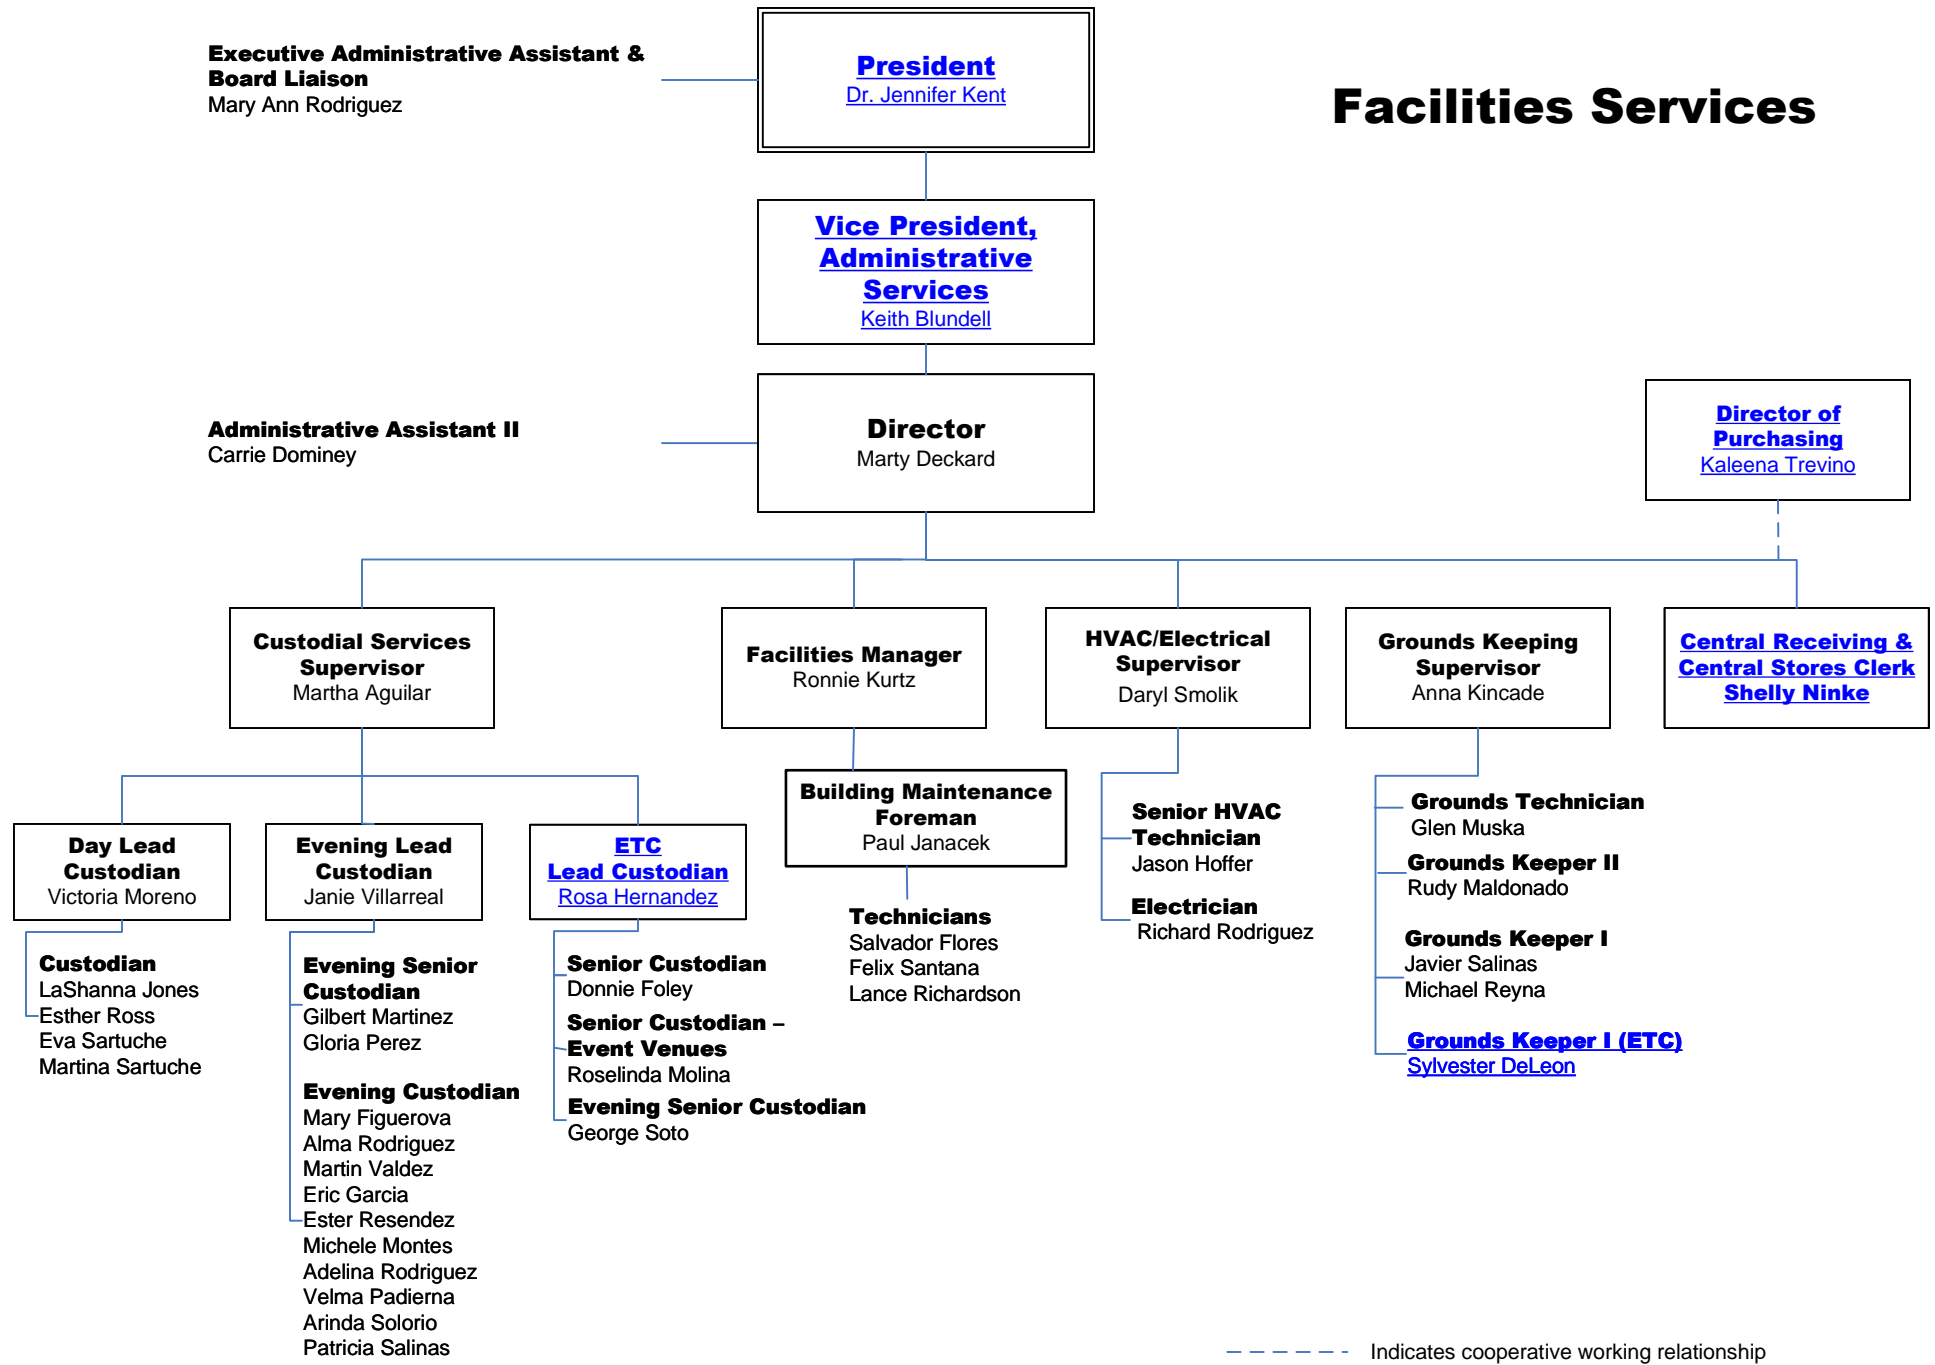 Executive Administrative Assistant &
Board Liaison
Mary Ann Rodriguez
President
Dr. Jennifer Kent
Facilities Services
Vice President,
Administrative
Services
Keith Blundell
Administrative Assistant II
Carrie Dominey
Director
Marty Deckard
Director of
Purchasing
Kaleena Trevino
Custodial Services
Supervisor
Martha Aguilar
Facilities Manager
Ronnie Kurtz
HVAC/Electrical
Supervisor
Daryl Smolik
Grounds Keeping
Supervisor
Anna Kincade
Central Receiving &
Central Stores Clerk
Shelly Ninke
Day Lead
Custodian
Victoria Moreno
Evening Lead
Custodian
Janie Villarreal
ETC
Lead Custodian
Rosa Hernandez
Building Maintenance
Foreman
Paul Janacek
Senior HVAC
Technician
Jason Hoffer
Electrician
Richard Rodriguez
Grounds Technician
Glen Muska
Grounds Keeper II
Rudy Maldonado
Grounds Keeper I
Javier Salinas
Michael Reyna
Grounds Keeper I (ETC)
Sylvester DeLeon
Custodian
LaShanna Jones
Esther Ross
Eva Sartuche
Martina Sartuche
Evening Senior
Custodian
Gilbert Martinez
Gloria Perez
Evening Custodian
Mary Figuerova
Alma Rodriguez
Martin Valdez
Eric Garcia
Ester Resendez
Michele Montes
Adelina Rodriguez
Velma Padierna
Arinda Solorio
Patricia Salinas
Senior Custodian
Donnie Foley
Senior Custodian –
Event Venues
Roselinda Molina
Evening Senior Custodian
George Soto
Technicians
Salvador Flores
Felix Santana
Lance Richardson
Indicates cooperative working relationship